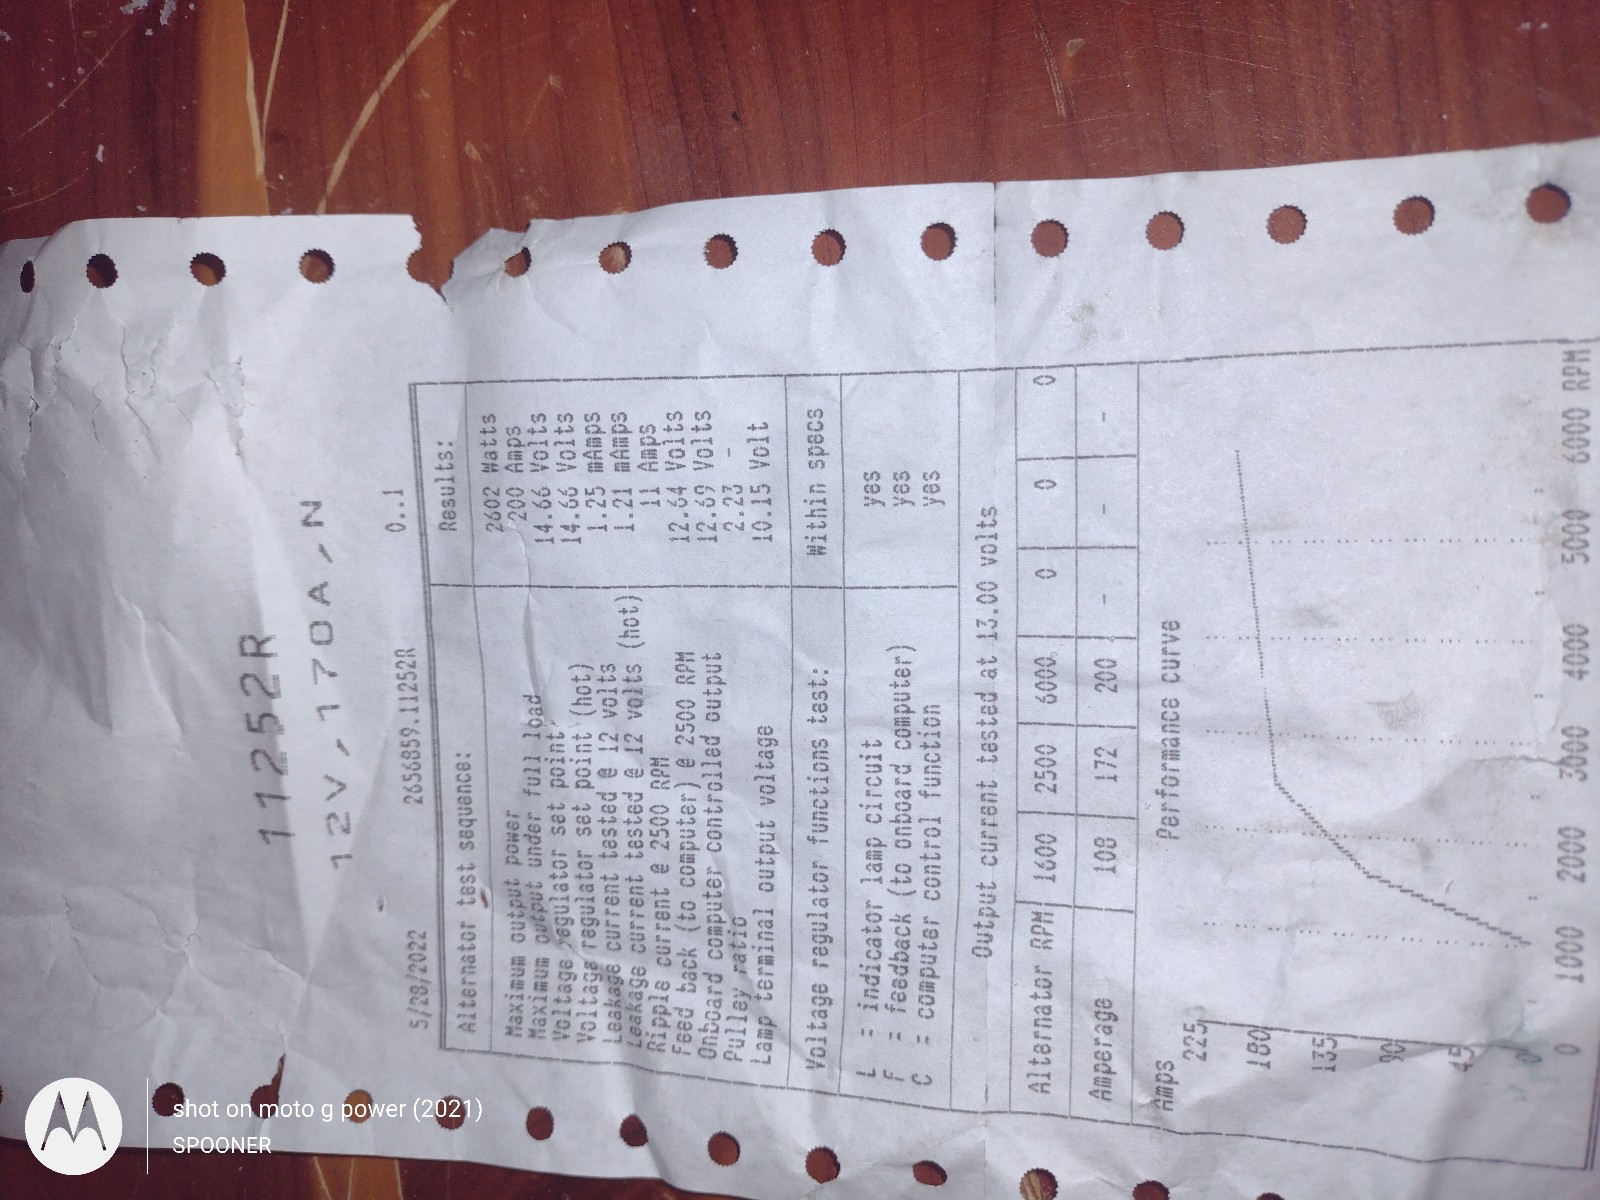 11252R
12V,170A,N
5/28/2022 2656859.11252R 0..1
Alternator test sequence: Results:
Maximum output power 2602 Watts
Maximum output under full load 200 Amps
Voltage regulator set point 14.66 Volts
Voltage regulator set point (hot) 14.66 Volts
Leakage current tested @ 12 volts 1.25 mAmps
Leakage current tested @ 12 volts (hot) 1.21 mAmps
Ripple current @ 2500 RPM 11 Amps
Feed back (to computer) @ 2500 RPM 12.64 Volts
Onboard computer controlled output 12.69 Volts
Pulley ratio 2.23 -
Lamp terminal output voltage 10.15 Volt
Voltage regulator functions test: Within specs
L = indicator lamp circuit yes
F = feedback (to onboard computer) yes
C = computer control function yes
Output current tested at 13.00 volts
Alternator RPM 1600 2500 6000 0 0 0
Amperage 108 172 200 - - -
Amps Performance curve
225
180
135
90
45
0
0 1000 2000 3000 4000 5000 6000 RPM
shot on moto g power (2021)
SPOONER